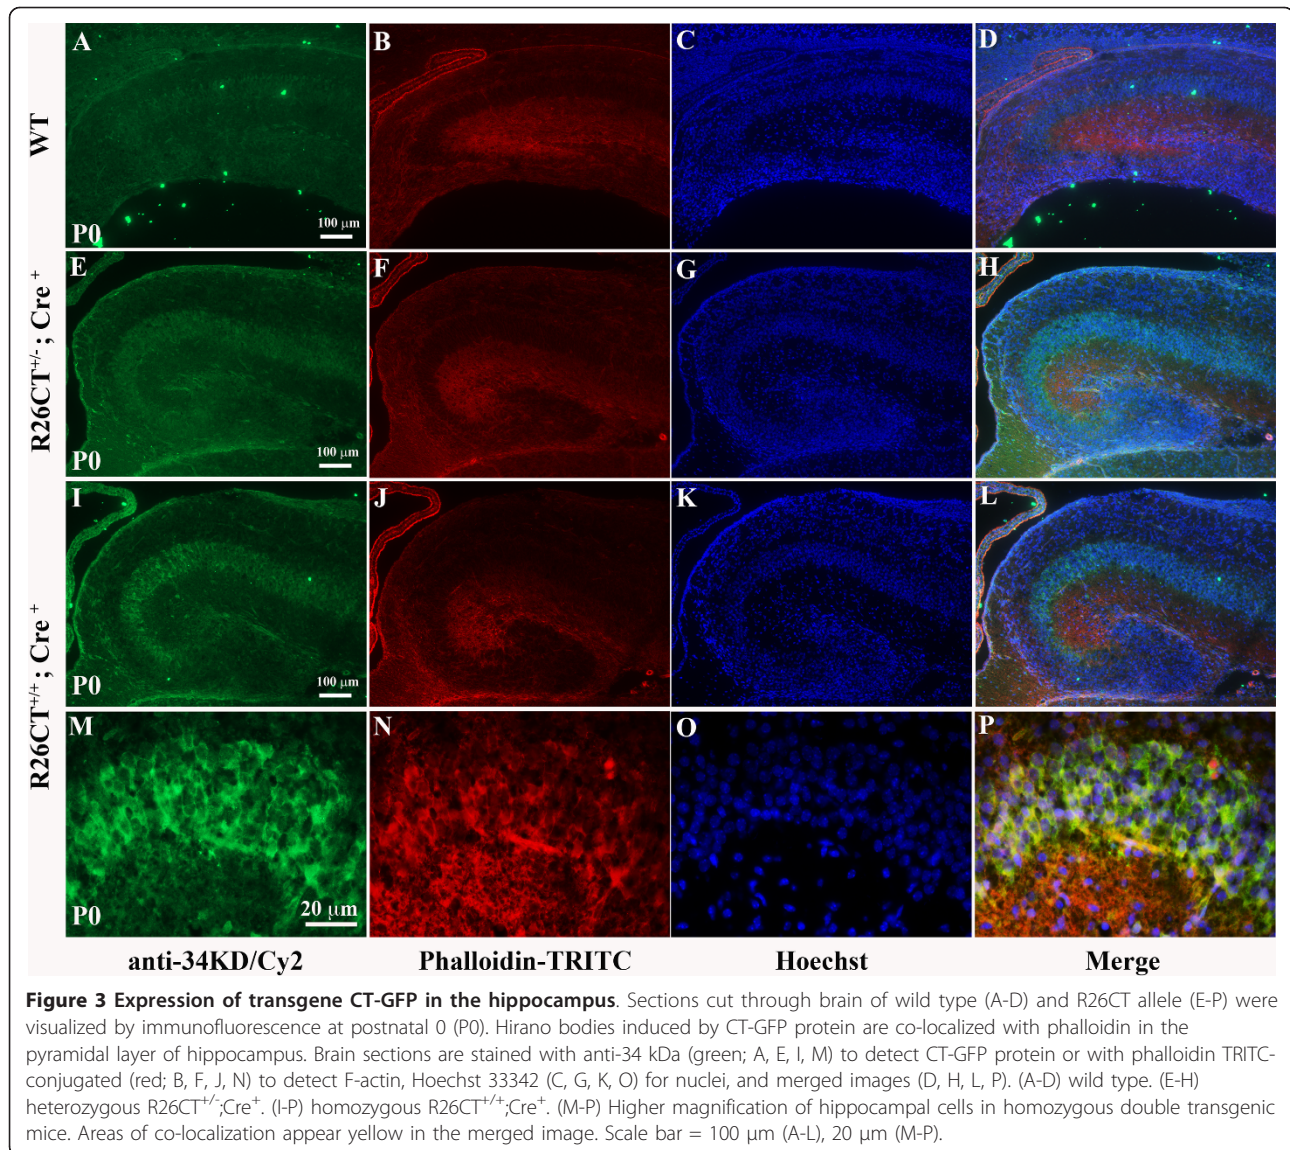 A B C D
WT
P0 100 µm
E F G H
R26CT+/-; Cre+
P0 100 µm
I J K L
R26CT+/+; Cre+
P0 100 µm
M N O P
P0 20 µm
anti-34KD/Cy2 Phalloidin-TRITC Hoechst Merge
Figure 3 Expression of transgene CT-GFP in the hippocampus. Sections cut through brain of wild type (A-D) and R26CT allele (E-P) were
visualized by immunofluorescence at postnatal 0 (P0). Hirano bodies induced by CT-GFP protein are co-localized with phalloidin in the
pyramidal layer of hippocampus. Brain sections are stained with anti-34 kDa (green; A, E, I, M) to detect CT-GFP protein or with phalloidin TRITC-
conjugated (red; B, F, J, N) to detect F-actin, Hoechst 33342 (C, G, K, O) for nuclei, and merged images (D, H, L, P). (A-D) wild type. (E-H)
heterozygous R26CT+/-;Cre+. (I-P) homozygous R26CT+/+;Cre+. (M-P) Higher magnification of hippocampal cells in homozygous double transgenic
mice. Areas of co-localization appear yellow in the merged image. Scale bar = 100 µm (A-L), 20 µm (M-P).